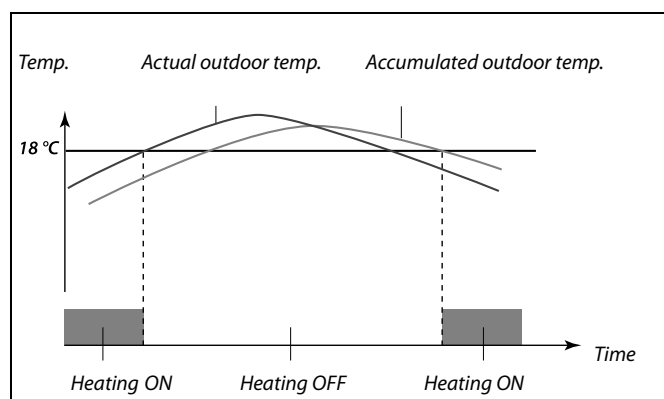 Temp.
Actual outdoor temp.
Accumulated outdoor temp.
18 °C
Time
Heating ON
Heating OFF
Heating ON